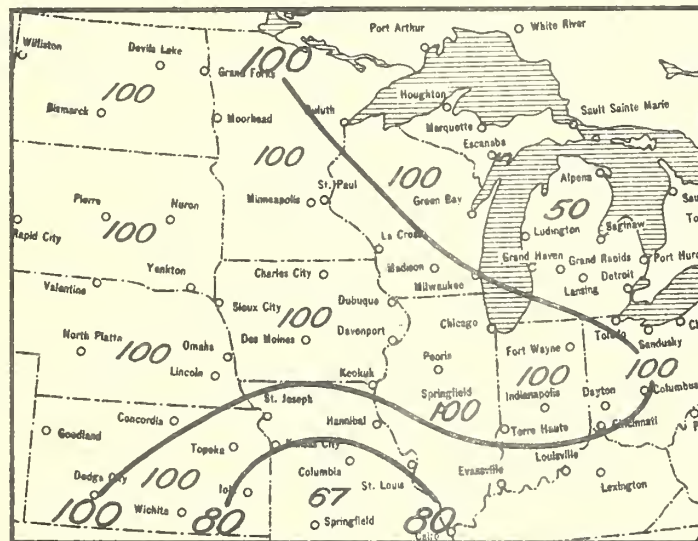 Port Arthur
White River
Williston
Devils Lake
100
Grand Forks
100
Houghton
Bismarck
Moorhead
Duluth
Marquette
Sault Sainte Marie
Escanaba
100
100
Alpena
Minneapolis
St. Paul
Green Bay
50
Pierre
Huron
Ludington
Saginaw
Rapid City
100
La Cross
Grand Haven
Grand Rapids
Port Huro
Yankton
Charles City
Madison
Milwaukee
Lansing
Detroit
Valentine
Sioux City
Dubuque
Chicago
Toledo
Sandusky
North Platte
100
Omaha
Des Moines
100
Davenport
Peoria
Fort Wayne
100
Lincoln
Keokuk
Springfield
100
100
Indianapolis
Dayton
Columbus
Concordia
St. Joseph
Hannibal
Terre Haute
Cincinnati
Goodland
Topeka
Kansas City
Columbia
St. Louis
Evansville
Louisville
Lexington
Dodge City
100
Iola
67
100
Wichita
80
Springfield
80
Cairo